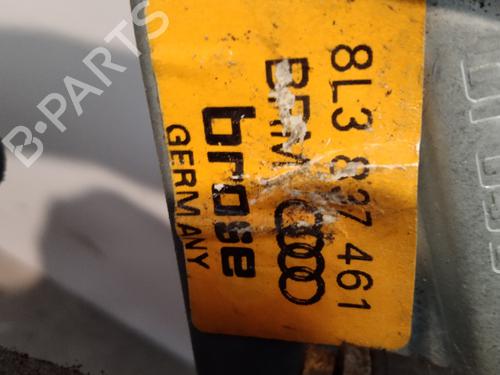 8L3 837 461
BRM
brose
GERMANY
B-PARTS